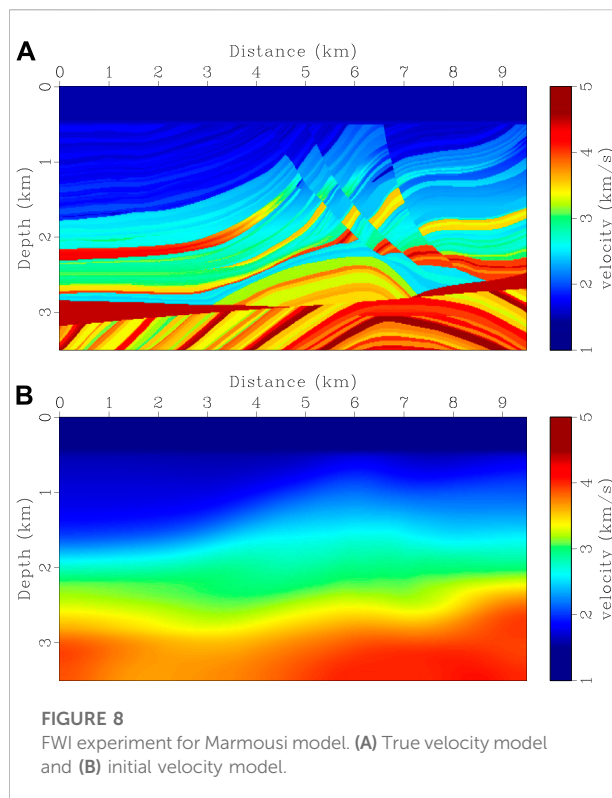 A
Distance (km)
0 1 2 3 4 5 6 7 8 9
Depth (km)
0
1
2
3
velocity (km/s)
5
4
3
2
1
B
Distance (km)
0 1 2 3 4 5 6 7 8 9
Depth (km)
0
1
2
3
velocity (km/s)
5
4
3
2
1
FIGURE 8
FWI experiment for Marmousi model. (A) True velocity model
and (B) initial velocity model.